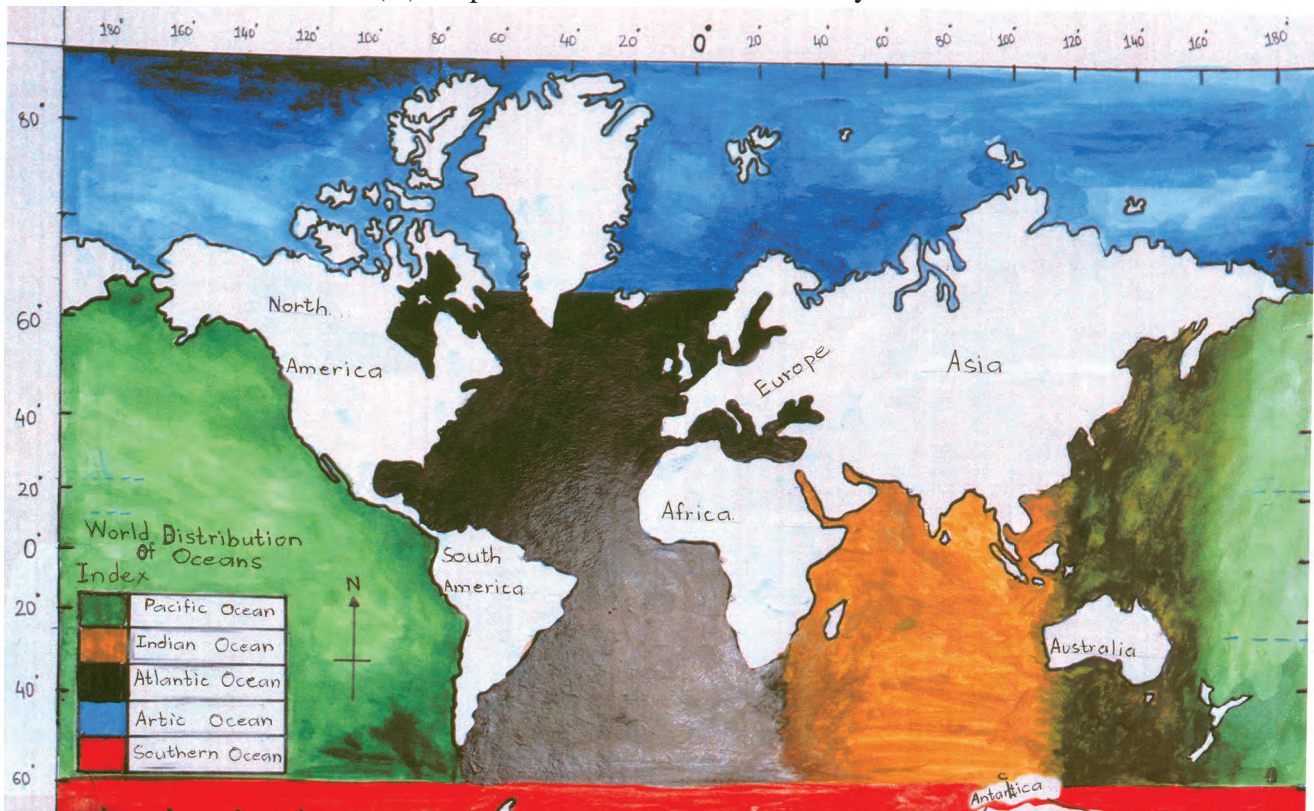 180° 160° 140° 120° 100° 80° 60° 40° 20° 0° 20 40° 60° 80° 100° 120° 140° 160° 180°
80°
60°
40°
20°
0°
20°
40°
60°
North
America
Europe
Asia
Africa
South
America
Australia
Antarctica
World Distribution
Of Oceans
Index
N
Pacific Ocean
Indian Ocean
Atlantic Ocean
Artic Ocean
Southern Ocean